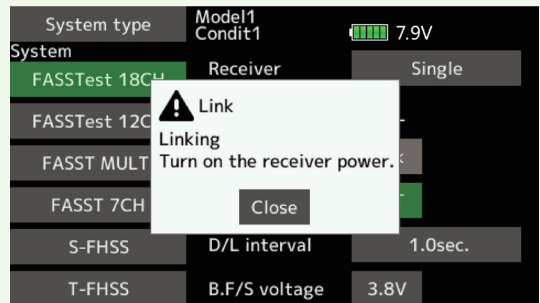 System type
Model1
Condit1
7.9V
System
FASSTest 18CH
Receiver
Single
FASSTest 12C
FASST MULT
FASST 7CH
S-FHSS
T-FHSS
Link
Linking
Turn on the receiver power.
Close
D/L interval
1.0sec.
B.F/S voltage
3.8V